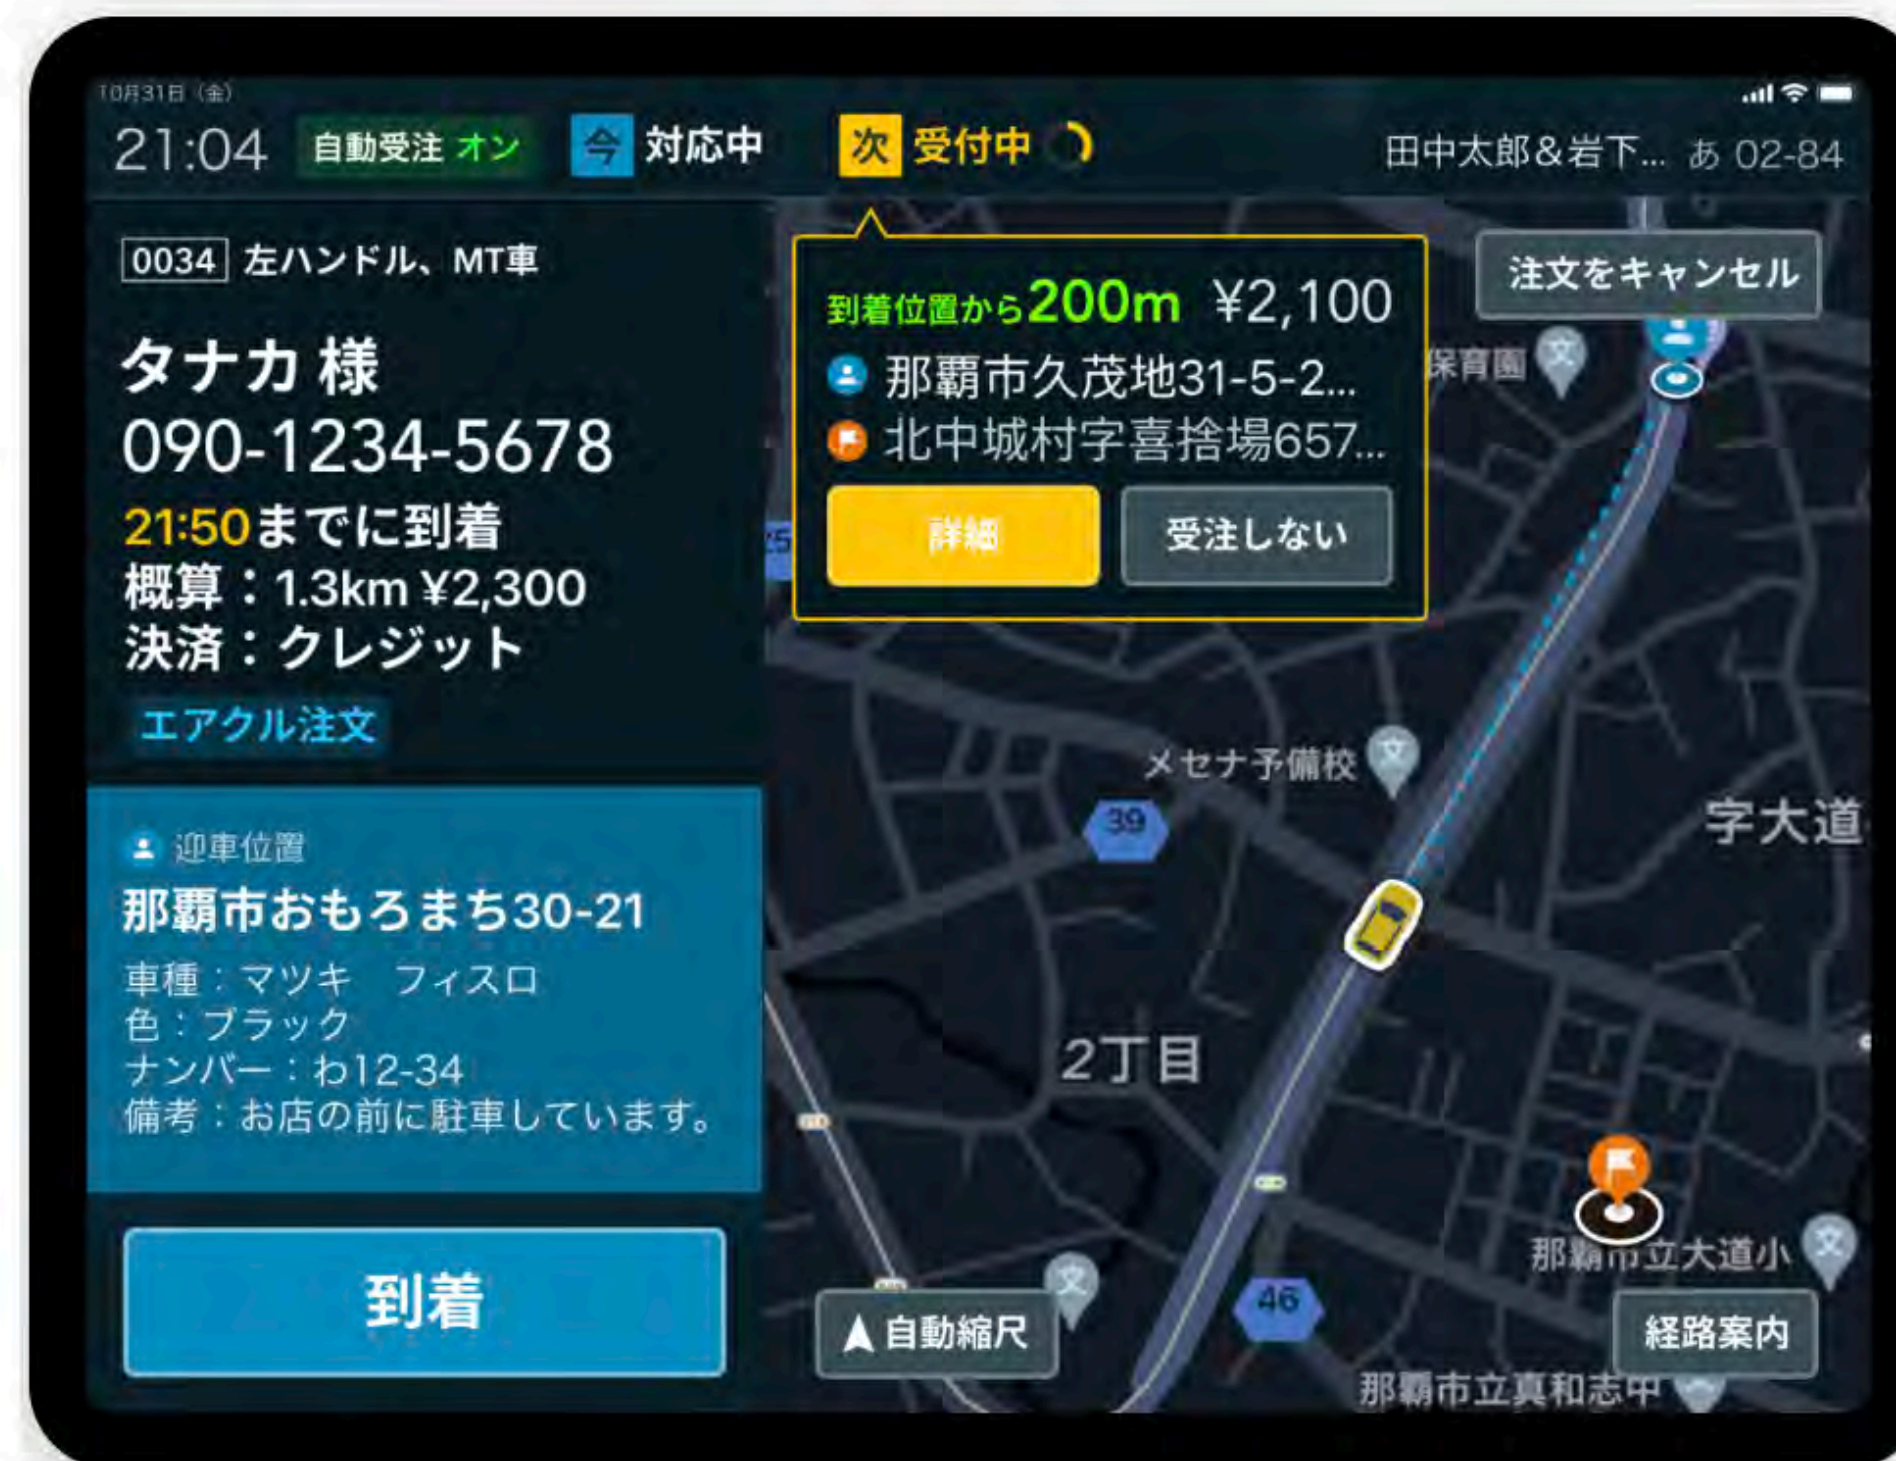 10月31日（金）
21:04 自動受注 オン 今 対応中 次 受付中 田中太郎＆岩下... あ 02-84
0034 左ハンドル、MT車
タナカ 様
090-1234-5678
21:50までに到着
概算：1.3km ¥2,300
決済：クレジット
エアクル注文
迎車位置
那覇市おもろまち30-21
車種：マツキ　フィスロ
色：ブラック
ナンバー：わ12-34
備考：お店の前に駐車しています。
到着
到着位置から200m ¥2,100
那覇市久茂地31-5-2...
北中城村字喜捨場657...
詳細 受注しない
注文をキャンセル
保育園 文
25
メセナ予備校 文
39
字大道
2丁目
那覇市立大道小 文
文
46
自動縮尺
経路案内
那覇市立真和志中